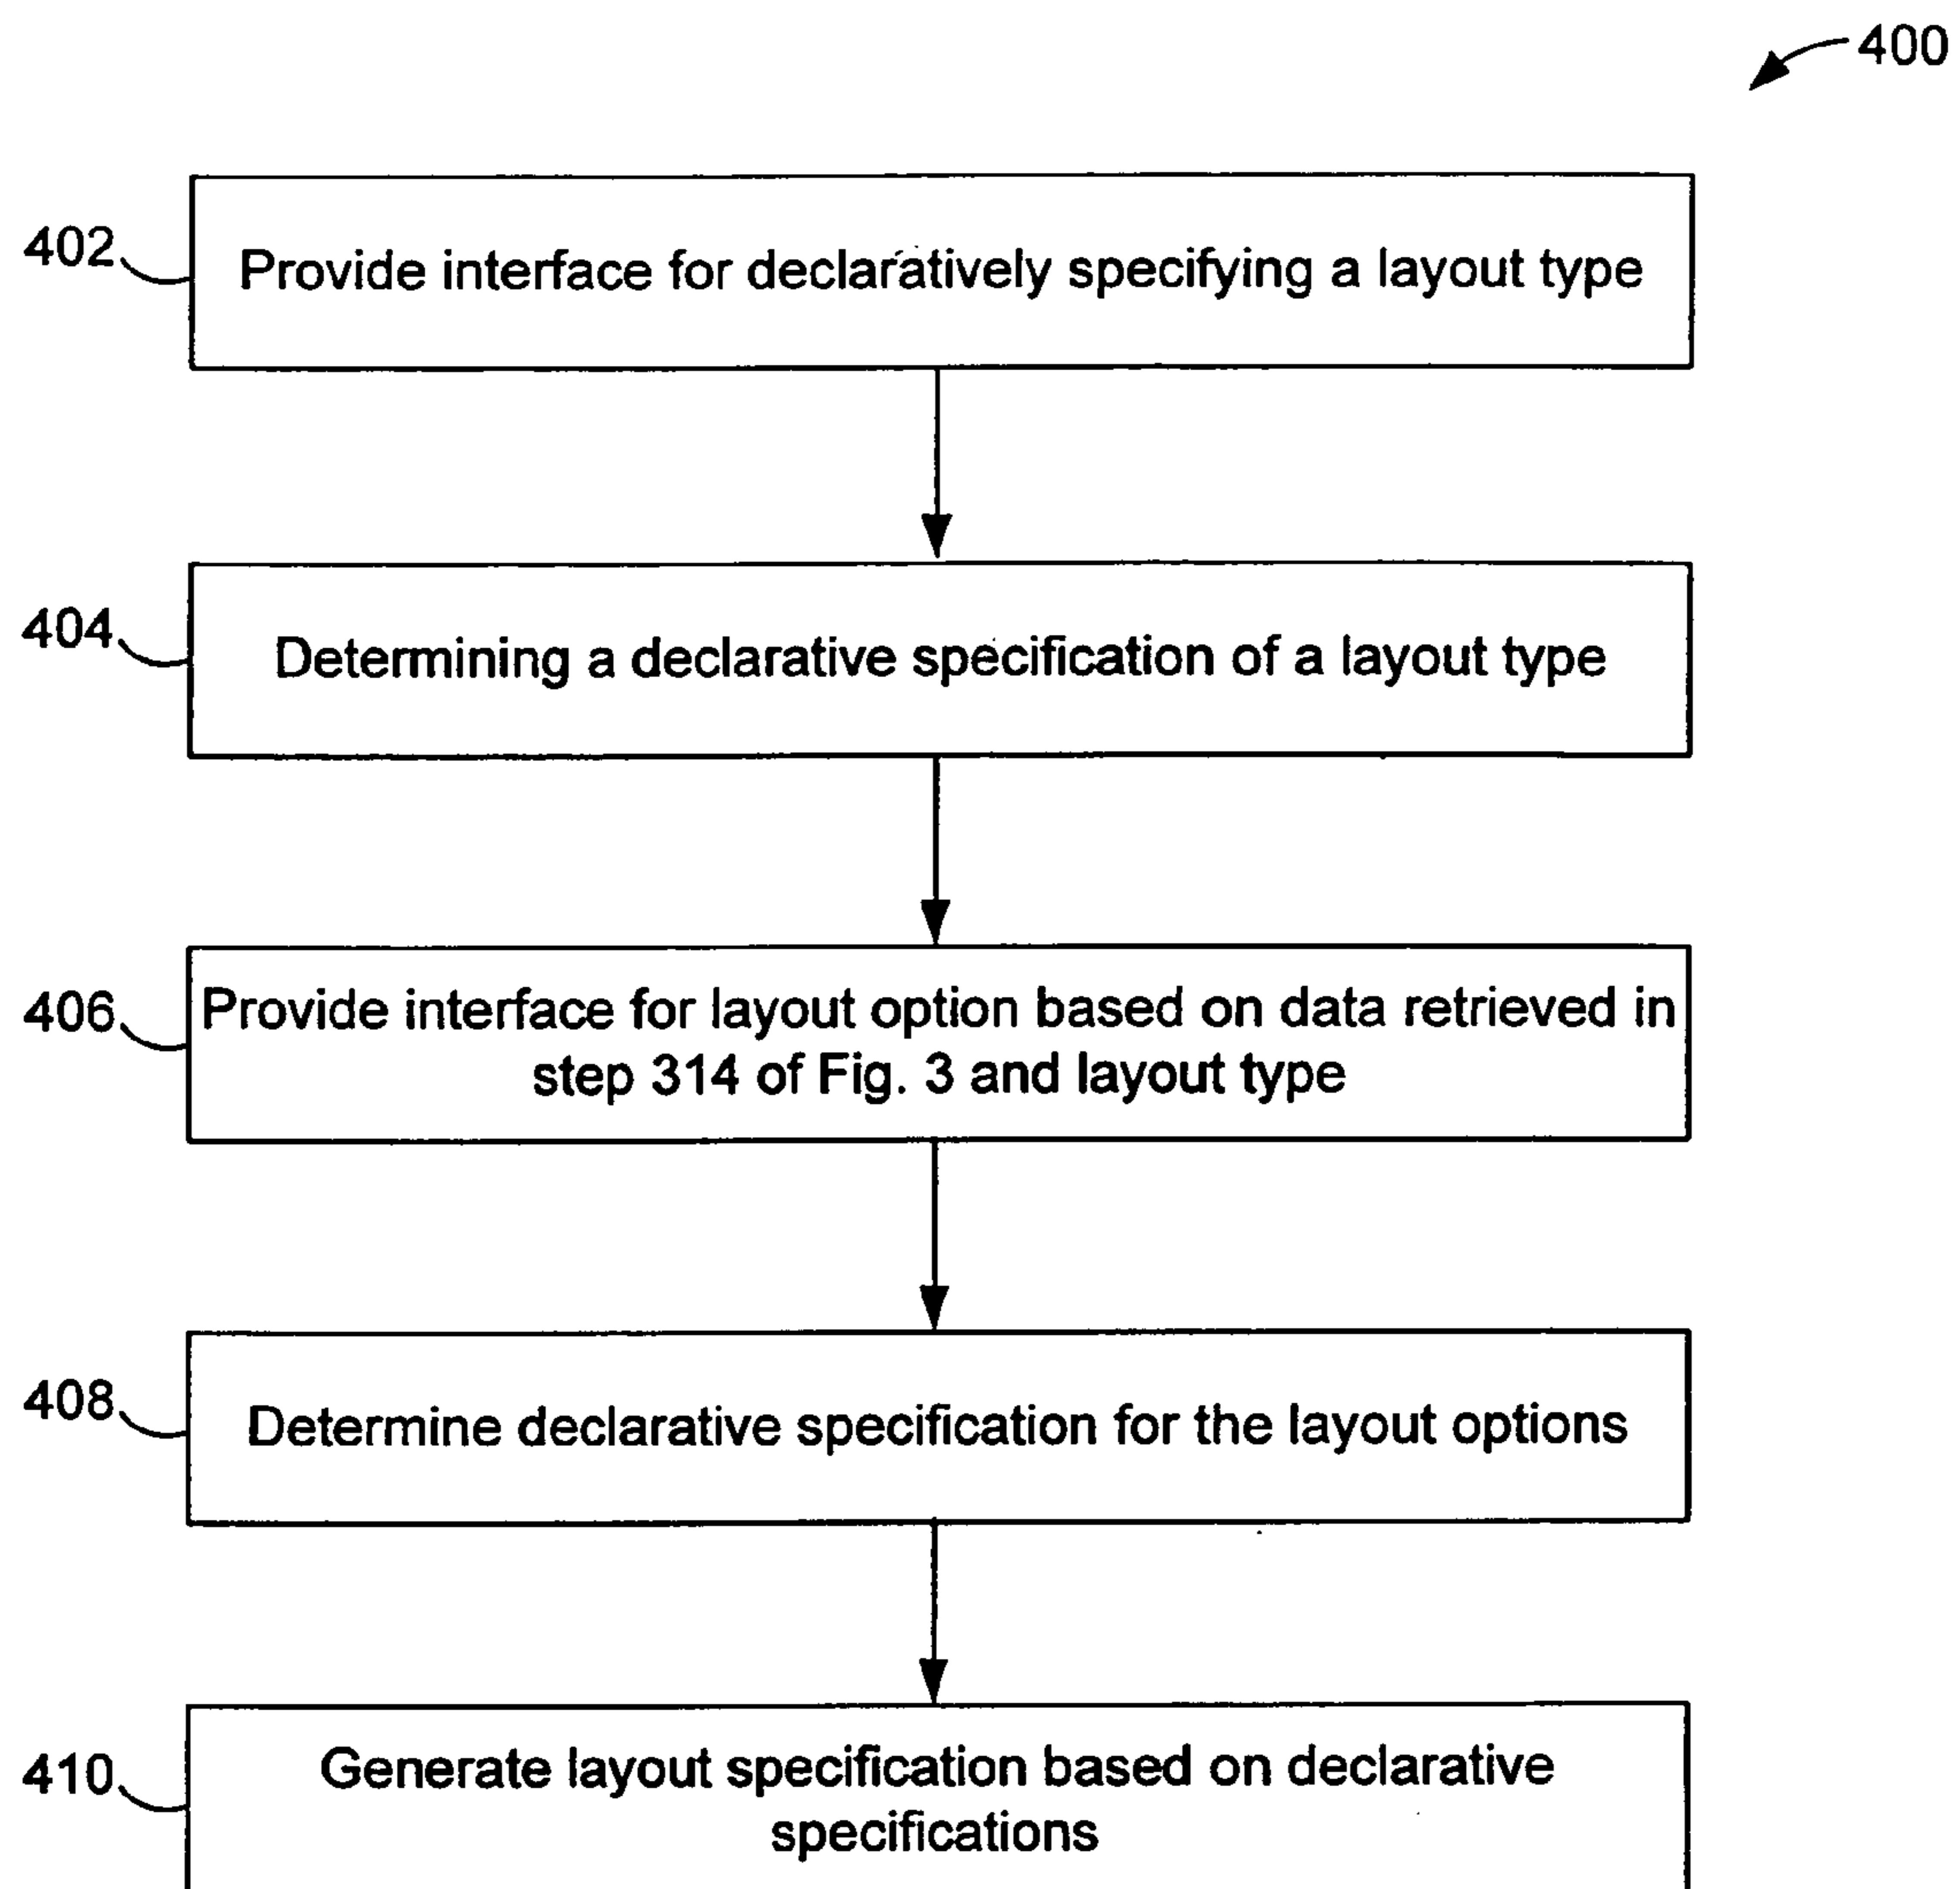 400
402
Provide interface for declaratively specifying a layout type
404
Determining a declarative specification of a layout type
406
Provide interface for layout option based on data retrieved in
step 314 of Fig. 3 and layout type
408
Determine declarative specification for the layout options
410
Generate layout specification based on declarative
specifications